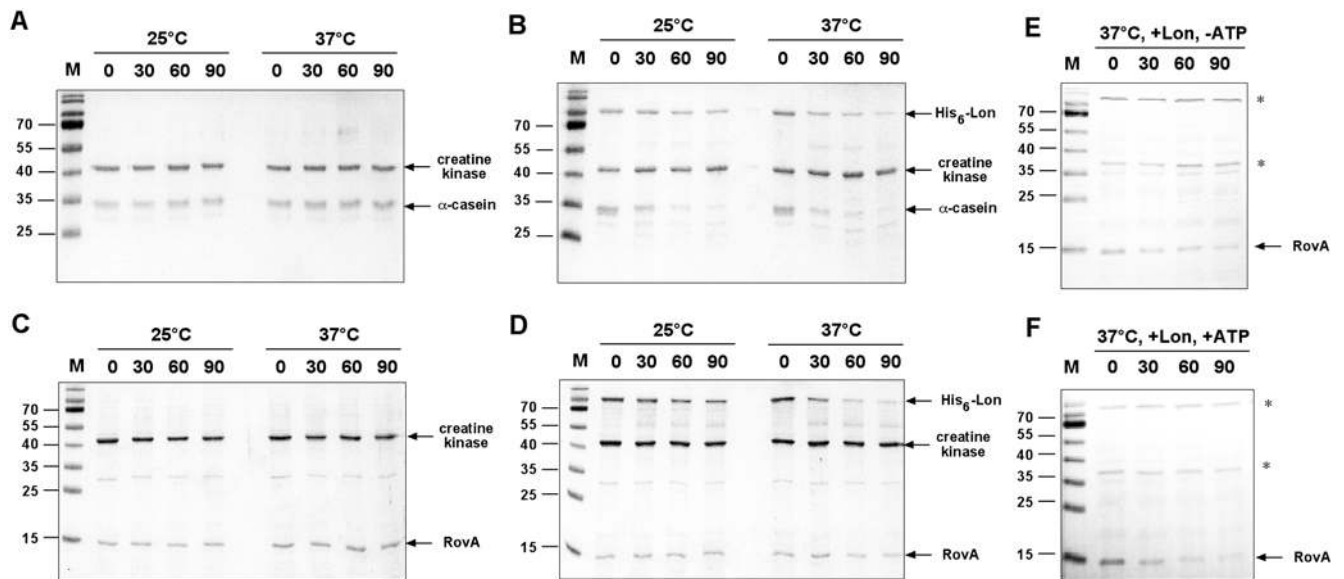 A
25°C 37°C
M 0 30 60 90 0 30 60 90
70
55
40
35
25
creatine
kinase
α-casein
B
25°C 37°C
M 0 30 60 90 0 30 60 90
70
55
40
35
25
His6-Lon
creatine
kinase
α-casein
E
37°C, +Lon, -ATP
M 0 30 60 90
70
55
40
35
25
15
*
*
RovA
C
25°C 37°C
M 0 30 60 90 0 30 60 90
70
55
40
35
25
15
creatine
kinase
RovA
D
25°C 37°C
M 0 30 60 90 0 30 60 90
70
55
40
35
25
15
His6-Lon
creatine
kinase
RovA
F
37°C, +Lon, +ATP
M 0 30 60 90
70
55
40
35
25
15
*
*
RovA